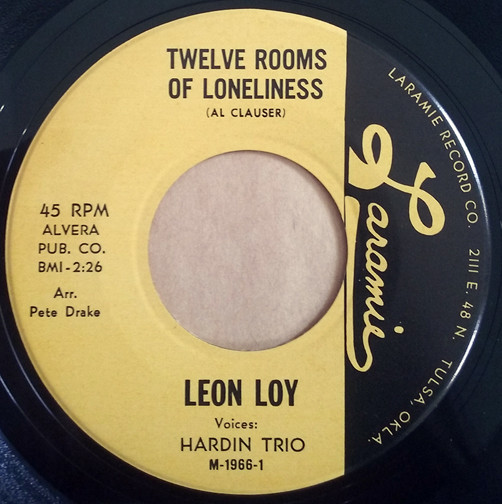 TWELVE ROOMS
OF LONELINESS
(AL CLAUSER)
45 RPM
ALVERA
PUB. CO.
BMI-2:26
Arr.
Pete Drake
LEON LOY
Voices:
HARDIN TRIO
M-1966-1
Laramie
LARAMIE RECORD CO. 2111 E. 48 N. TULSA, OKLA.